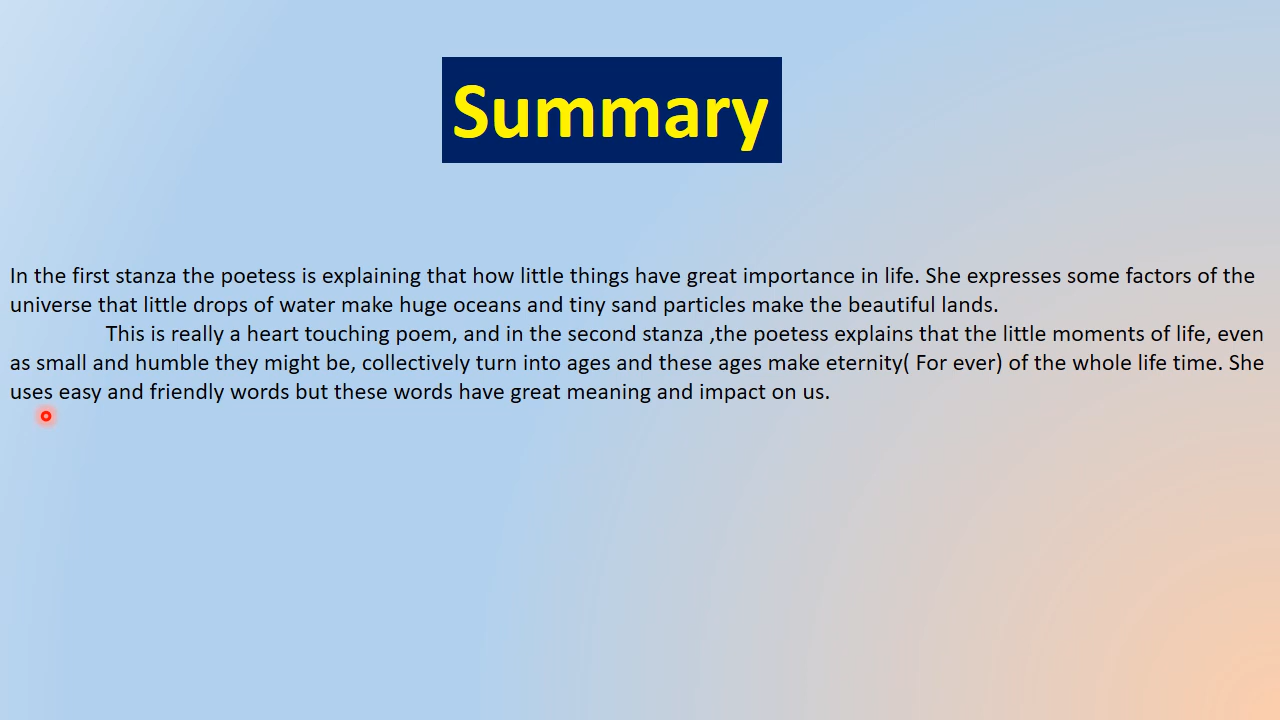 Summary
In the first stanza the poetess is explaining that how little things have great importance in life. She expresses some factors of the
universe that little drops of water make huge oceans and tiny sand particles make the beautiful lands.
This is really a heart touching poem, and in the second stanza ,the poetess explains that the little moments of life, even
as small and humble they might be, collectively turn into ages and these ages make eternity( For ever) of the whole life time. She
uses easy and friendly words but these words have great meaning and impact on us.